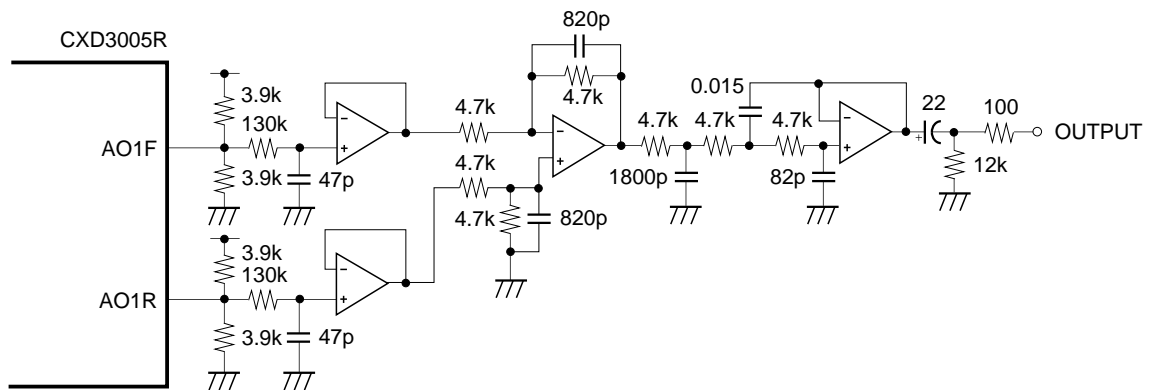 CXD3005R
AO1F
AO1R
3.9k
130k
3.9k
47p
3.9k
130k
3.9k
47p
4.7k
4.7k
4.7k
820p
820p
4.7k
−
+
−
+
−
+
4.7k
1800p
4.7k
0.015
4.7k
82p
−
+
+
22
12k
100
OUTPUT